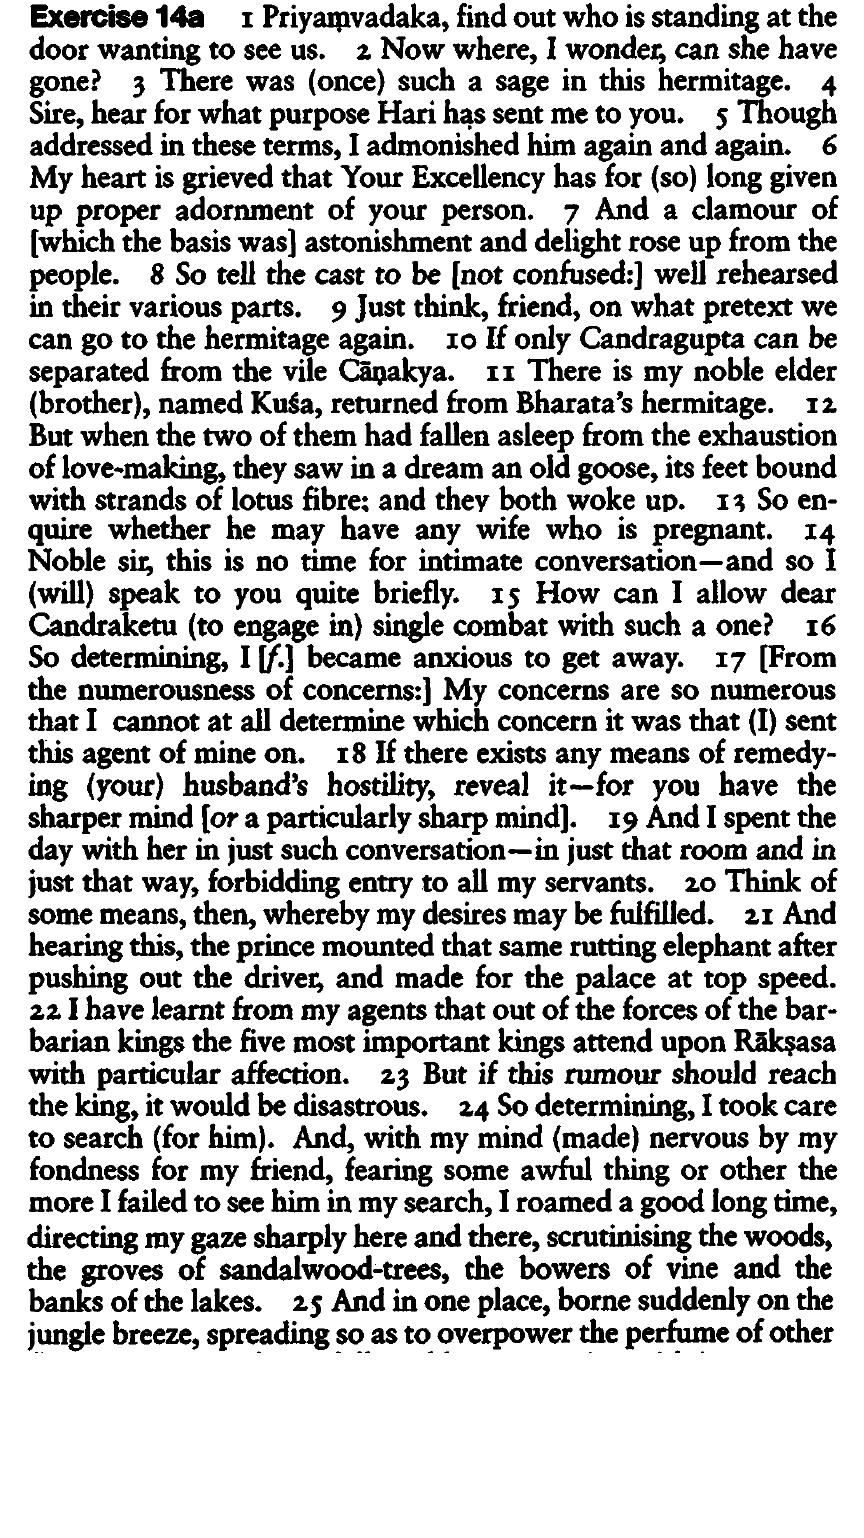 Exercise 14a 1 Priyaṃvadaka, find out who is standing at the
door wanting to see us. 2 Now where, I wonder, can she have
gone? 3 There was (once) such a sage in this hermitage. 4
Sire, hear for what purpose Hari has sent me to you. 5 Though
addressed in these terms, I admonished him again and again. 6
My heart is grieved that Your Excellency has for (so) long given
up proper adornment of your person. 7 And a clamour of
[which the basis was] astonishment and delight rose up from the
people. 8 So tell the cast to be [not confused:] well rehearsed
in their various parts. 9 Just think, friend, on what pretext we
can go to the hermitage again. 10 If only Candragupta can be
separated from the vile Cāṇakya. 11 There is my noble elder
(brother), named Kuśa, returned from Bharata's hermitage. 12
But when the two of them had fallen asleep from the exhaustion
of love-making, they saw in a dream an old goose, its feet bound
with strands of lotus fibre; and they both woke up. 13 So en-
quire whether he may have any wife who is pregnant. 14
Noble sir, this is no time for intimate conversation—and so I
(will) speak to you quite briefly. 15 How can I allow dear
Candraketu (to engage in) single combat with such a one? 16
So determining, I [f.] became anxious to get away. 17 [From
the numerousness of concerns:] My concerns are so numerous
that I cannot at all determine which concern it was that (I) sent
this agent of mine on. 18 If there exists any means of remedy-
ing (your) husband's hostility, reveal it—for you have the
sharper mind [or a particularly sharp mind]. 19 And I spent the
day with her in just such conversation—in just that room and in
just that way, forbidding entry to all my servants. 20 Think of
some means, then, whereby my desires may be fulfilled. 21 And
hearing this, the prince mounted that same rutting elephant after
pushing out the driver, and made for the palace at top speed.
22 I have learnt from my agents that out of the forces of the bar-
barian kings the five most important kings attend upon Rākṣasa
with particular affection. 23 But if this rumour should reach
the king, it would be disastrous. 24 So determining, I took care
to search (for him). And, with my mind (made) nervous by my
fondness for my friend, fearing some awful thing or other the
more I failed to see him in my search, I roamed a good long time,
directing my gaze sharply here and there, scrutinising the woods,
the groves of sandalwood-trees, the bowers of vine and the
banks of the lakes. 25 And in one place, borne suddenly on the
jungle breeze, spreading so as to overpower the perfume of other